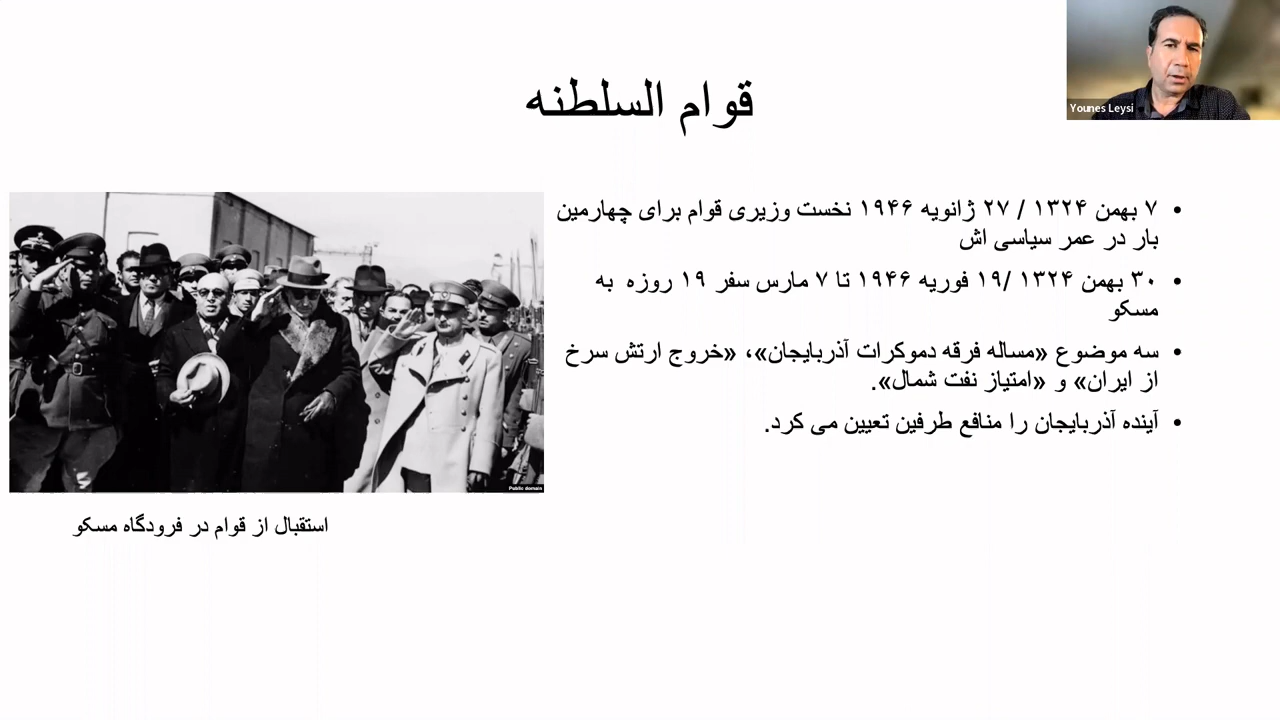 قوام السلطنه
Younes Leysi
• ۷ بهمن ۱۳۲۴ / ۲۷ ژانویه ۱۹۴۶ نخست وزیری قوام برای چهارمین
بار در عمر سیاسی اش
• ۳۰ بهمن ۱۳۲۴ /۱۹ فوریه ۱۹۴۶ تا ۷ مارس سفر ۱۹ روزه به
مسکو
• سه موضوع «مساله فرقه دموکرات آذربایجان»، «خروج ارتش سرخ
از ایران» و «امتیاز نفت شمال».
• آینده آذربایجان را منافع طرفین تعیین می کرد.
Public domain
استقبال از قوام در فرودگاه مسکو